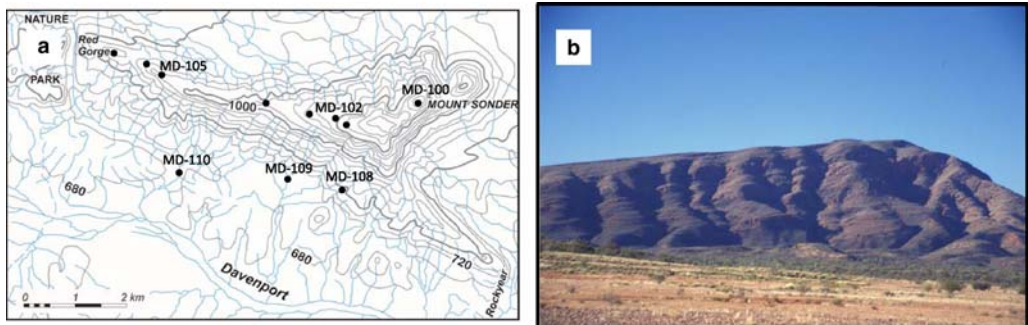 NATURE
a
7
Red
Gorge
PARK
MD-105
MD-100
MOUNT SONDER
1000
MD-102
MD-110
MD-109
MD-108
680
680
720
Davenport
Rockyear
0 1 2 km
b